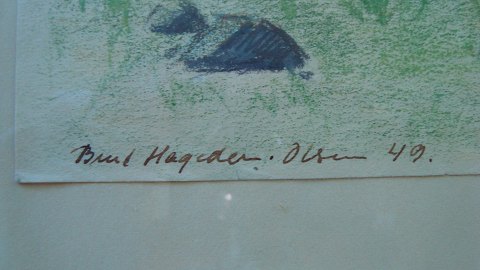 Bent Hagedorn-Olsen 49.